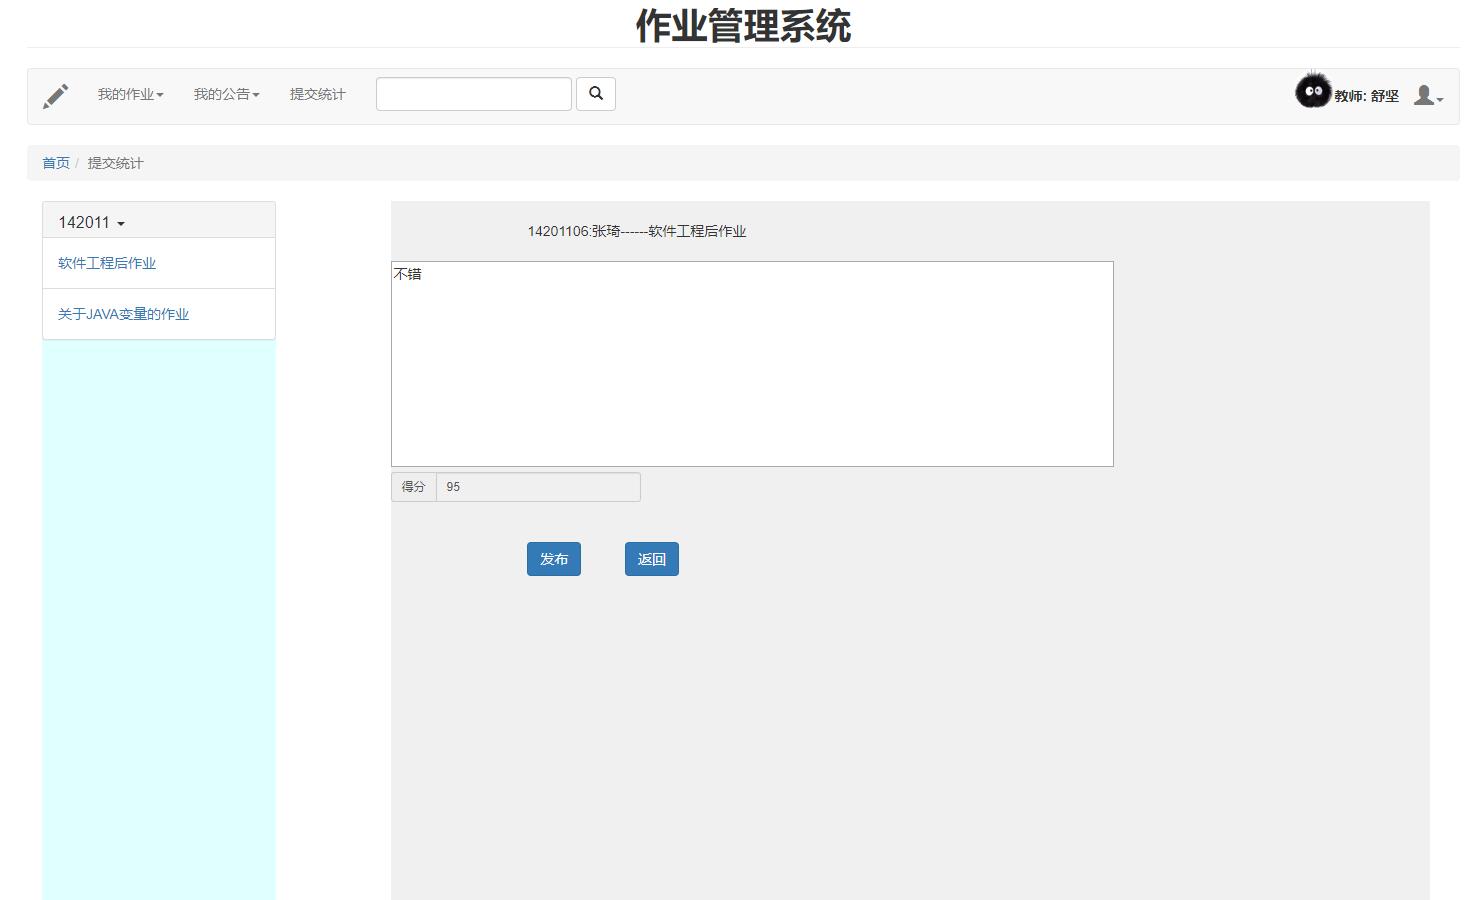 作业管理系统
我的作业 我的公告 提交统计 教师: 舒坚
首页 / 提交统计
142011
软件工程后作业
关于JAVA变量的作业
14201106:张琦------软件工程后作业
不错
得分 95
发布 返回